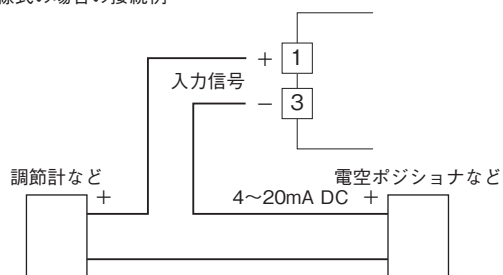 線式の場合の接続例
+ 1
入力信号
− 3
調節計など
電空ポジショナなど
+
4～20mA DC +